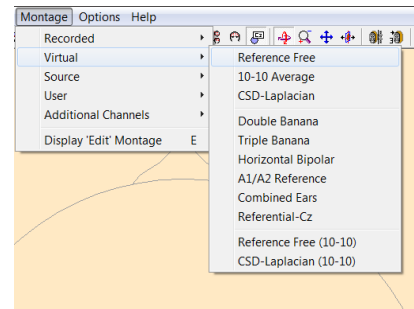 Montage Options Help
Recorded
Virtual
Source
User
Additional Channels
Display 'Edit' Montage E
Reference Free
10-10 Average
CSD-Laplacian
Double Banana
Triple Banana
Horizontal Bipolar
A1/A2 Reference
Combined Ears
Referential-Cz
Reference Free (10-10)
CSD-Laplacian (10-10)